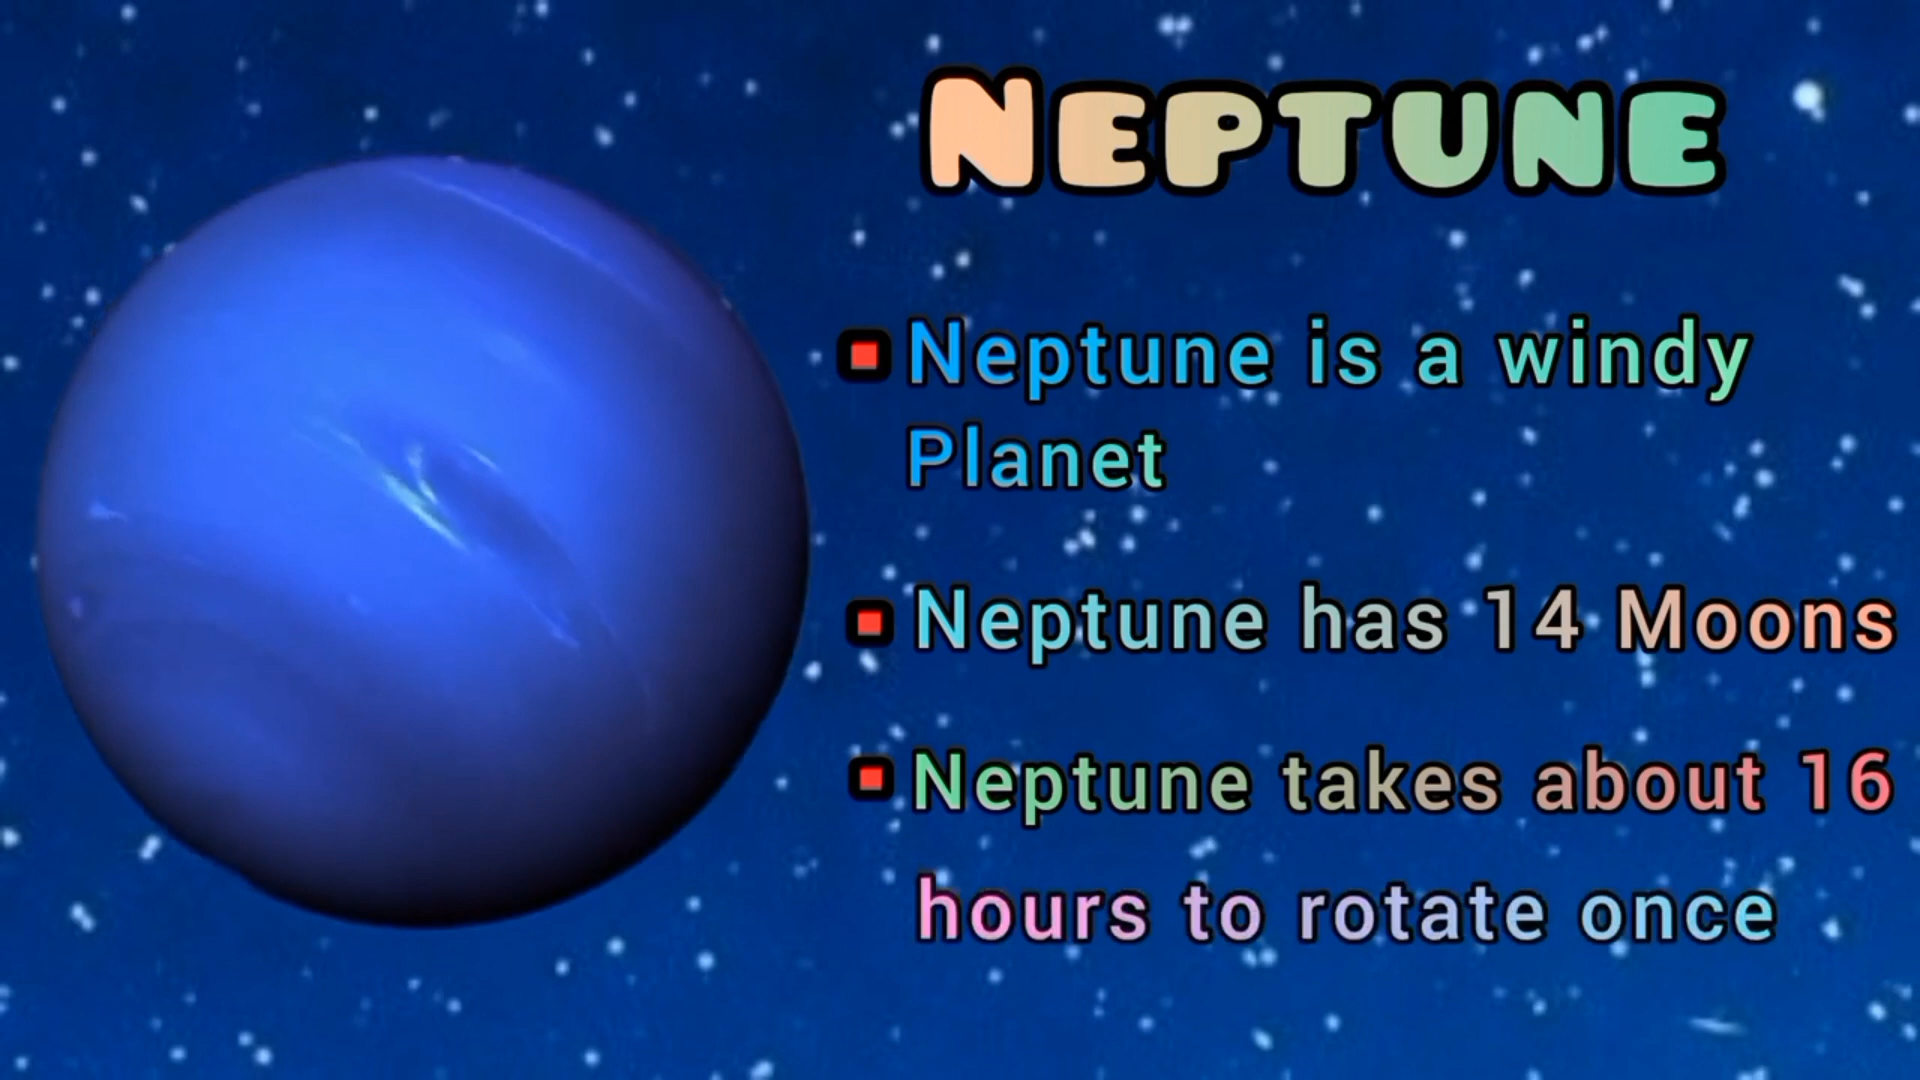 Neptune
Neptune is a windy
Planet
Neptune has 14 Moons
Neptune takes about 16
hours to rotate once